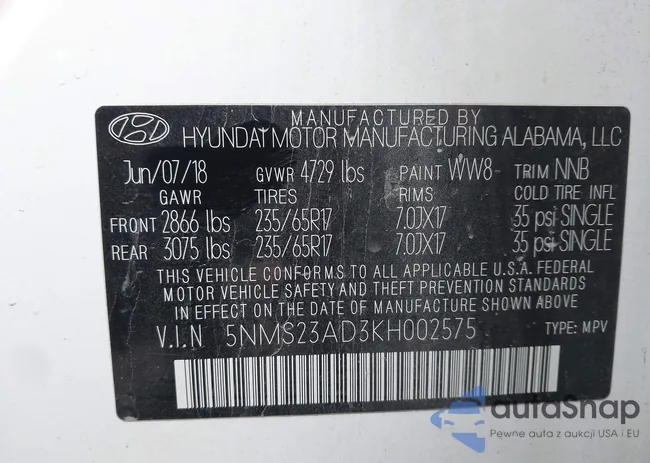 MANUFACTURED BY
HYUNDAI MOTOR MANUFACTURING ALABAMA, LLC
Jun/07/18 GVWR 4729 lbs PAINT WW8 TRIM NNB
GAWR TIRES RIMS COLD TIRE INFL
FRONT 2866 lbs 235/65R17 7.0JX17 35 psi SINGLE
REAR 3075 lbs 235/65R17 7.0JX17 35 psi SINGLE
THIS VEHICLE CONFORMS TO ALL APPLICABLE U.S.A. FEDERAL
MOTOR VEHICLE SAFETY AND THEFT PREVENTION STANDARDS
IN EFFECT ON THE DATE OF MANUFACTURE SHOWN ABOVE.
V.I.N 5NMS23AD3KH002575 TYPE: MPV
autoSnap
Pewne auta z aukcji USA i EU